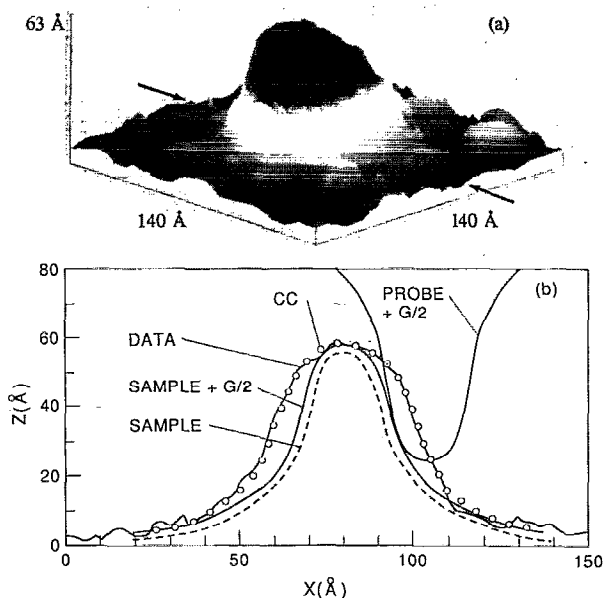 63 Å
(a)
140 Å
140 Å
(b)
80
60
40
20
0
Z(Å)
CC
PROBE
+ G/2
DATA
SAMPLE + G/2
SAMPLE
0
50
100
150
X(Å)